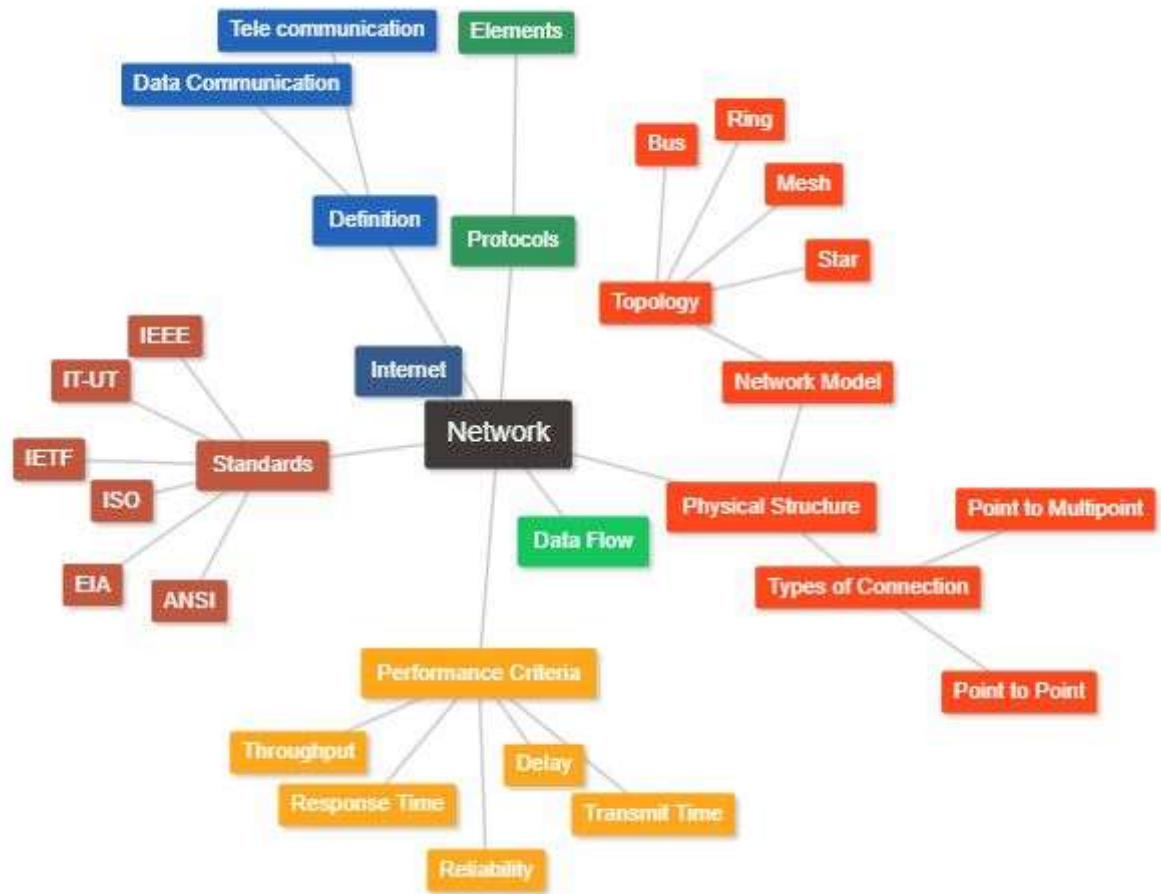 Tele communication
Elements
Data Communication
Ring
Bus
Mesh
Definition
Protocols
Star
Topology
IEEE
Internet
IT-UT
Network Model
Network
IETF
Standards
ISO
Physical Structure
Point to Multipoint
Data Flow
EIA
ANSI
Types of Connection
Performance Criteria
Point to Point
Throughput
Delay
Response Time
Transmit Time
Reliability